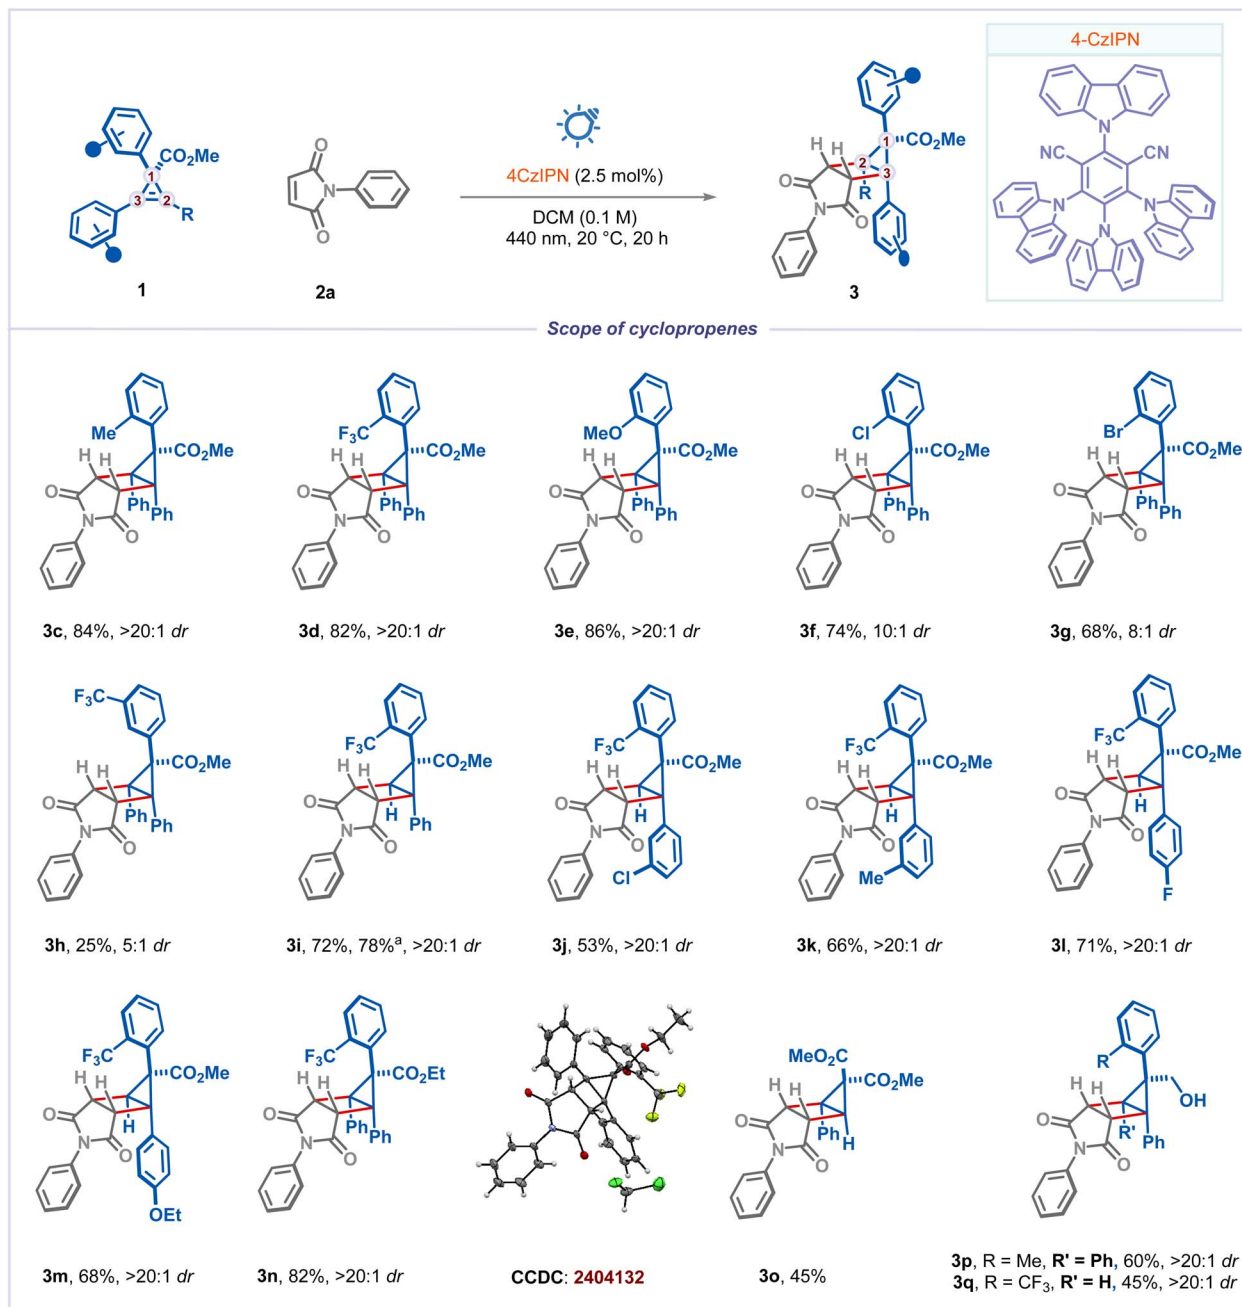 4-CzIPN
N
NC
CN
N
N
N
N
CO2Me
1
3
2
R
1
O
N
O
2a
4CzIPN (2.5 mol%)
DCM (0.1 M)
440 nm, 20 °C, 20 h
1
CO2Me
H
H
2
3
O
R
N
O
3
Scope of cyclopropenes
Me
CO2Me
H
H
O
Ph
Ph
N
O
3c, 84%, >20:1 dr
F3C
CO2Me
H
H
O
Ph
Ph
N
O
3d, 82%, >20:1 dr
MeO
CO2Me
H
H
O
Ph
Ph
N
O
3e, 86%, >20:1 dr
Cl
CO2Me
H
H
O
Ph
Ph
N
O
3f, 74%, 10:1 dr
Br
CO2Me
H
H
O
Ph
Ph
N
O
3g, 68%, 8:1 dr
F3C
CO2Me
H
H
O
Ph
Ph
N
O
3h, 25%, 5:1 dr
F3C
CO2Me
H
H
O
H
Ph
N
O
3i, 72%, 78%a, >20:1 dr
F3C
CO2Me
H
H
O
H
N
O
Cl
3j, 53%, >20:1 dr
F3C
CO2Me
H
H
O
H
N
O
Me
3k, 66%, >20:1 dr
F3C
CO2Me
H
H
O
H
N
O
F
3l, 71%, >20:1 dr
F3C
CO2Me
H
H
O
H
N
O
OEt
3m, 68%, >20:1 dr
F3C
CO2Et
H
H
O
Ph
Ph
N
O
3n, 82%, >20:1 dr
CCDC: 2404132
MeO2C
CO2Me
H
H
O
Ph
H
N
O
3o, 45%
R
OH
H
H
O
R'
Ph
N
O
3p, R = Me, R' = Ph, 60%, >20:1 dr
3q, R = CF3, R' = H, 45%, >20:1 dr